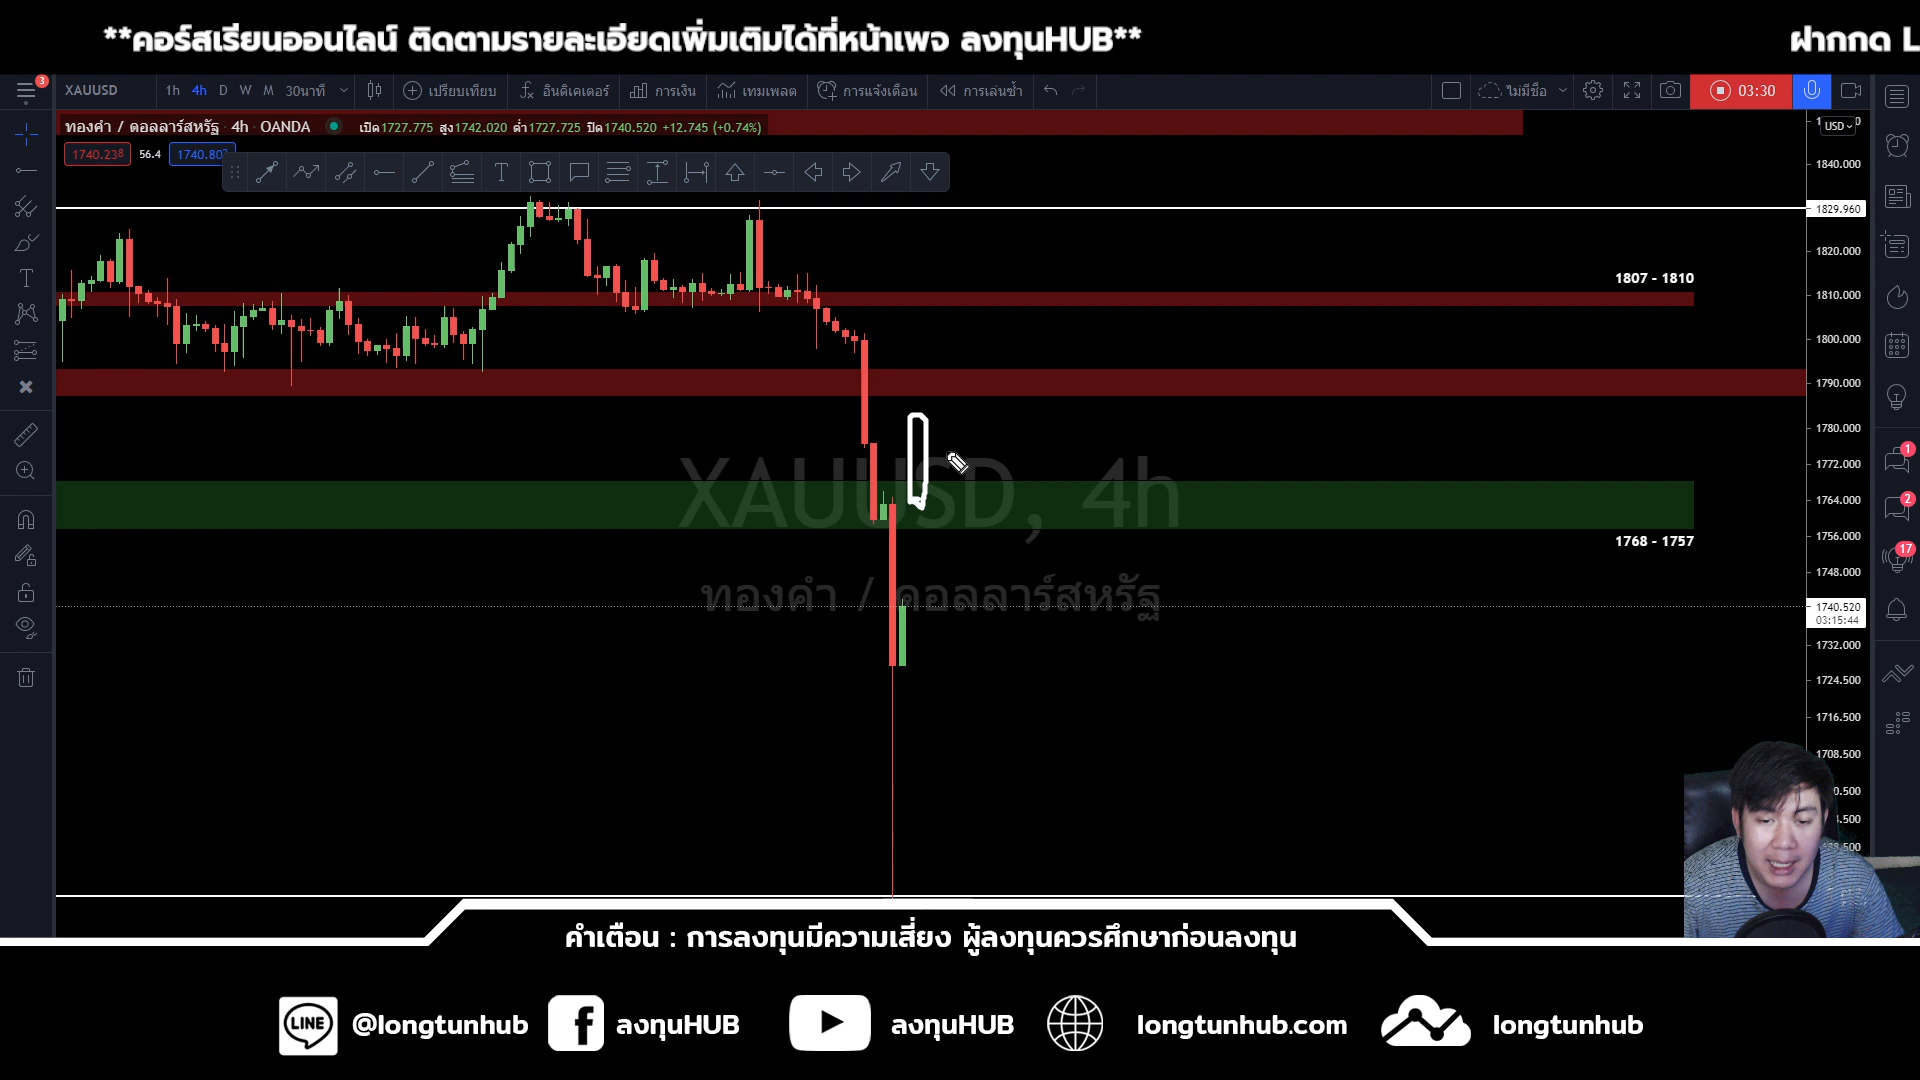 **คอร์สเรียนออนไลน์ ติดตามรายละเอียดเพิ่มเติมได้ที่หน้าเพจ ลงทุนHUB**
ฝากกด L
3
XAUUSD
1h 4h D W M 30นาที
เปรียบเทียบ
อินดิเคเตอร์
การเงิน
เทมเพลต
การแจ้งเตือน
การเล่นซ้ำ
ไม่มีชื่อ
03:30
ทองคำ / ดอลลาร์สหรัฐ · 4h · OANDA
เปิด1727.775 สูง1742.020 ต่ำ1727.725 ปิด1740.520 +12.745 (+0.74%)
USD
1740.238 56.4 1740.802
1840.000
1829.960
1820.000
1807 - 1810
1810.000
1800.000
1790.000
1780.000
1772.000
1764.000
1768 - 1757
1756.000
1748.000
1740.520
03:15:44
1732.000
1724.500
1716.500
1708.500
XAUUSD, 4h
ทองคำ / ดอลลาร์สหรัฐ
1
2
17
คำเตือน : การลงทุนมีความเสี่ยง ผู้ลงทุนควรศึกษาก่อนลงทุน
LINE @longtunhub
ลงทุนHUB
ลงทุนHUB
longtunhub.com
longtunhub